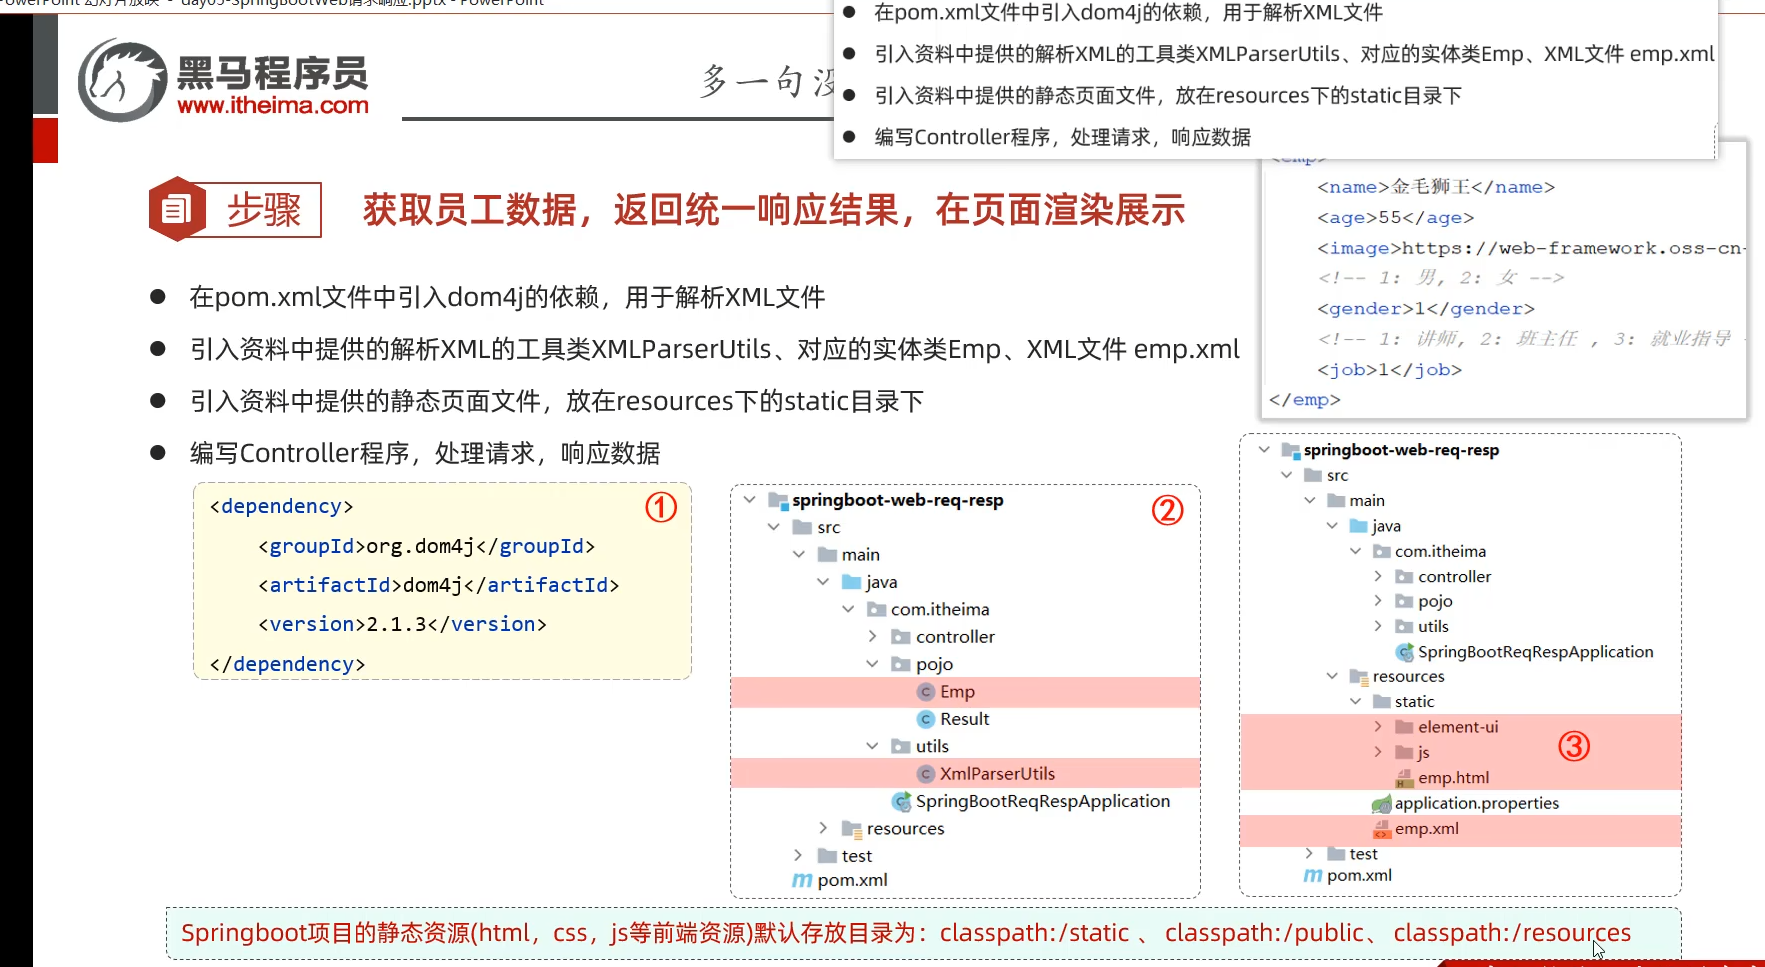 PowerPoint 幻灯片放映 - day05-SpringBootWeb请求响应.pptx - PowerPoint
黑马程序员
www.itheima.com
多一句没
在pom.xml文件中引入dom4j的依赖，用于解析XML文件
引入资料中提供的解析XML的工具类XMLParserUtils、对应的实体类Emp、XML文件 emp.xml
引入资料中提供的静态页面文件，放在resources下的static目录下
编写Controller程序，处理请求，响应数据
步骤
获取员工数据，返回统一响应结果，在页面渲染展示
在pom.xml文件中引入dom4j的依赖，用于解析XML文件
引入资料中提供的解析XML的工具类XMLParserUtils、对应的实体类Emp、XML文件 emp.xml
引入资料中提供的静态页面文件，放在resources下的static目录下
编写Controller程序，处理请求，响应数据
<emp>
<name>金毛狮王</name>
<age>55</age>
<image>https://web-framework.oss-cn-
<!-- 1: 男, 2: 女 -->
<gender>1</gender>
<!-- 1: 讲师, 2: 班主任 , 3: 就业指导 -
<job>1</job>
</emp>
①
<dependency>
<groupId>org.dom4j</groupId>
<artifactId>dom4j</artifactId>
<version>2.1.3</version>
</dependency>
②
springboot-web-req-resp
src
main
java
com.itheima
controller
pojo
Emp
Result
utils
XmlParserUtils
SpringBootReqRespApplication
resources
test
pom.xml
springboot-web-req-resp
src
main
java
com.itheima
controller
pojo
utils
SpringBootReqRespApplication
resources
static
element-ui
js
③
emp.html
application.properties
emp.xml
test
pom.xml
Springboot项目的静态资源(html，css，js等前端资源)默认存放目录为：classpath:/static 、 classpath:/public、 classpath:/resources